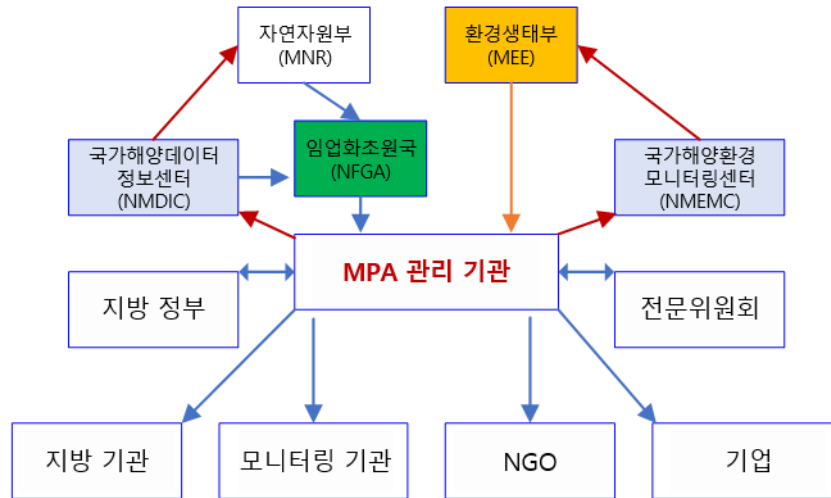 자연자원부
(MNR)
환경생태부
(MEE)
임업화초원국
(NFGA)
국가해양데이터
정보센터
(NMDIC)
국가해양환경
모니터링센터
(NMEMC)
MPA 관리 기관
지방 정부
전문위원회
지방 기관
모니터링 기관
NGO
기업